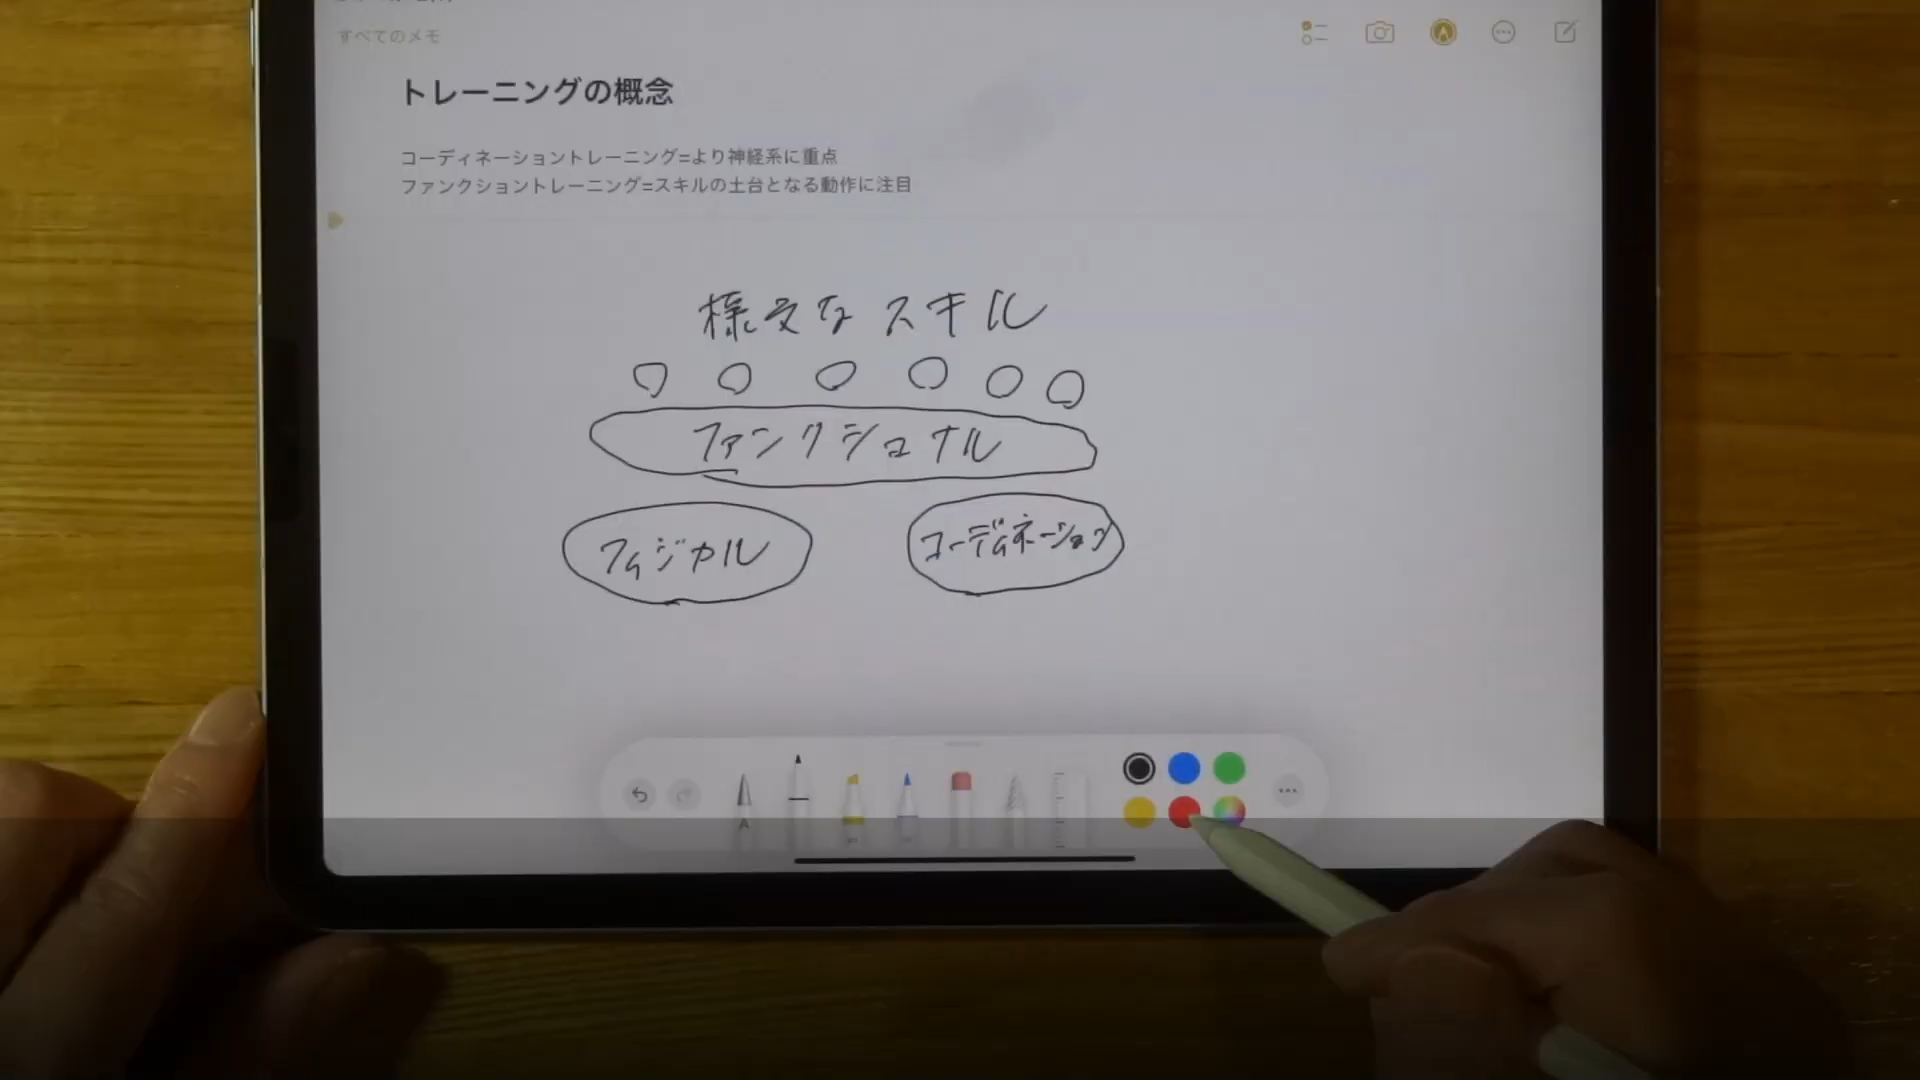 すべてのメモ
トレーニングの概念
コーディネーショントレーニング=より神経系に重点
ファンクショントレーニング=スキルの土台となる動作に注目
様々なスキル
ファンクショナル
フィジカル
コーディネーション